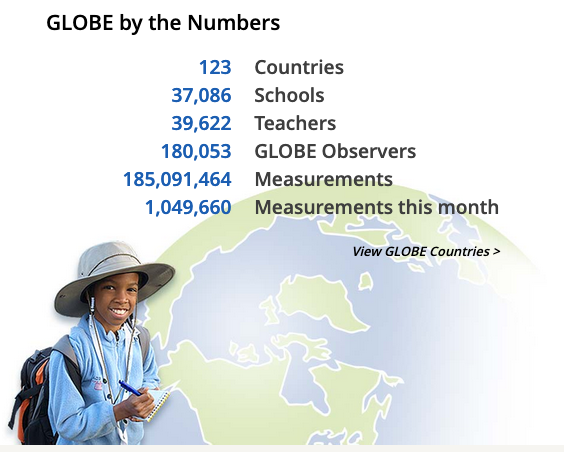 GLOBE by the Numbers
123 Countries
37,086 Schools
39,622 Teachers
180,053 GLOBE Observers
185,091,464 Measurements
1,049,660 Measurements this month
View GLOBE Countries >